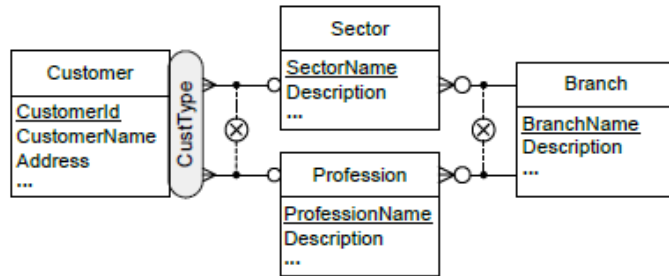 Customer
CustomerId
CustomerName
Address
...
CustType
Sector
SectorName
Description
...
Profession
ProfessionName
Description
...
Branch
BranchName
Description
...